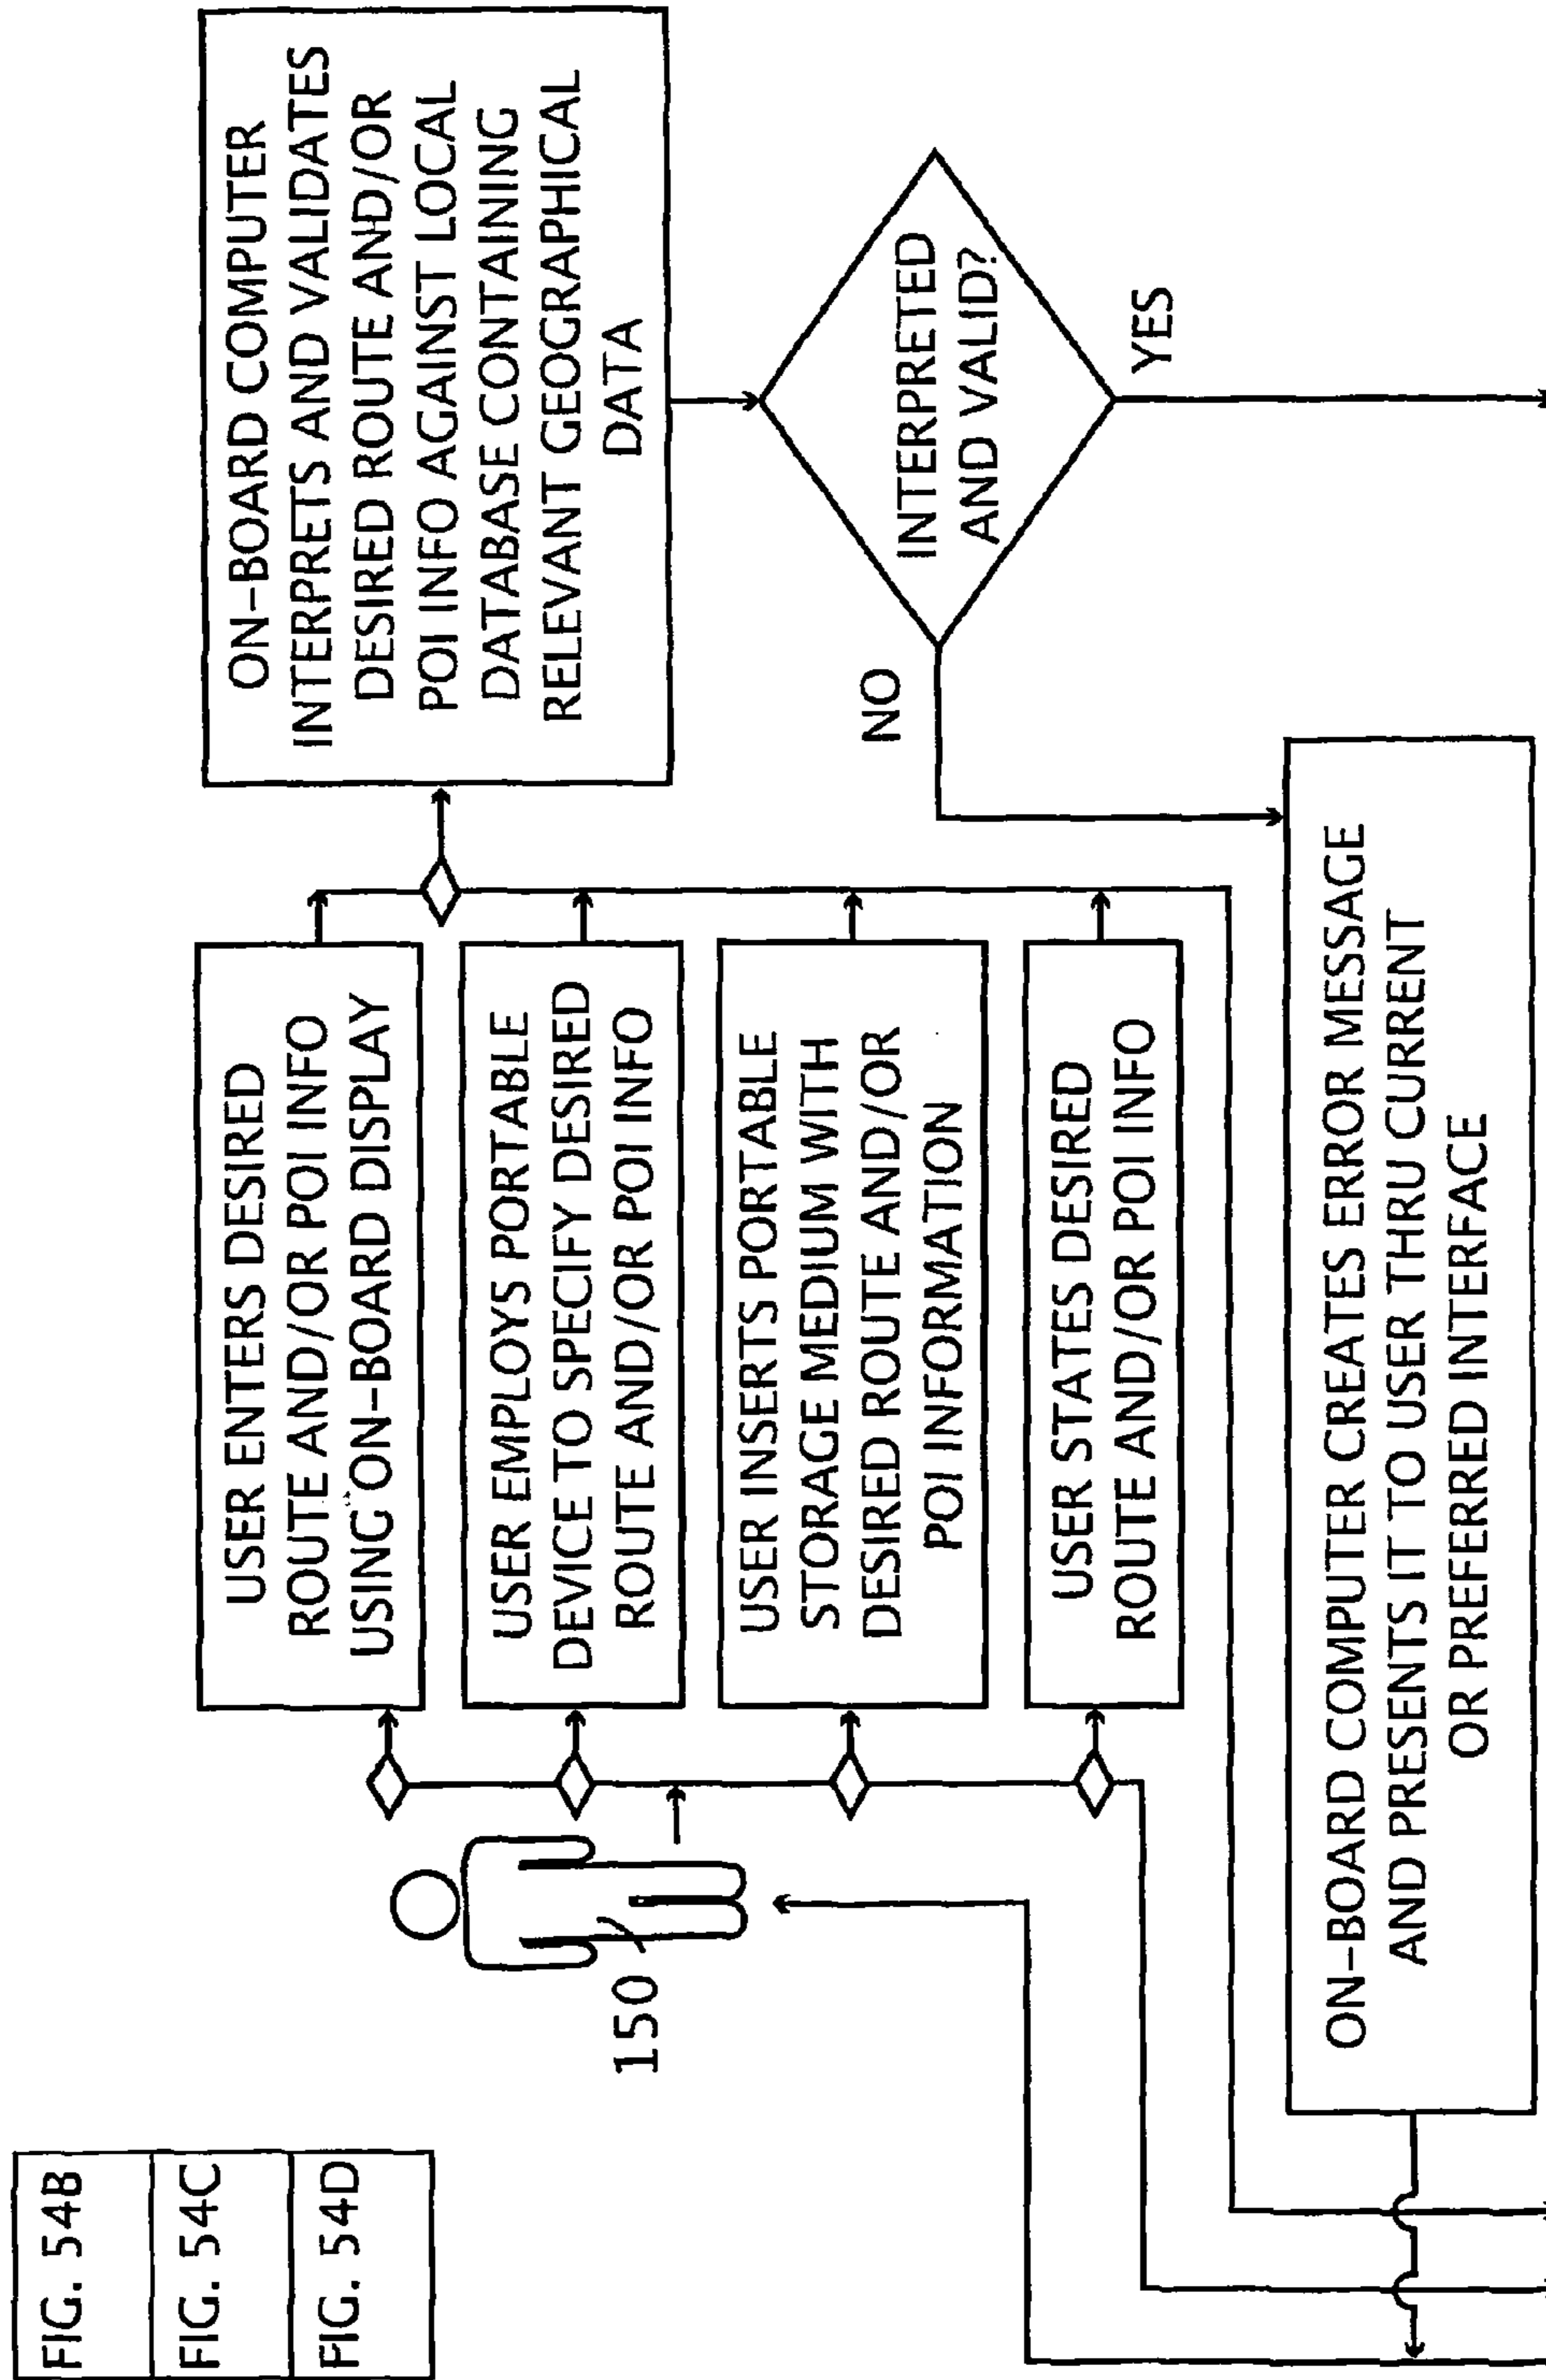 FIG. 54B
FIG. 54C
FIG. 54D
150
USER ENTERS DESIRED
ROUTE AND/OR POI INFO
USING ON-BOARD DISPLAY
USER EMPLOYS PORTABLE
DEVICE TO SPECIFY DESIRED
ROUTE AND/OR POI INFO
USER INSERTS PORTABLE
STORAGE MEDIUM WITH
DESIRED ROUTE AND/OR
POI INFORMATION
USER STATES DESIRED
ROUTE AND/OR POI INFO
ON-BOARD COMPUTER
INTERPRETS AND VALIDATES
DESIRED ROUTE AND/OR
POI INFO AGAINST LOCAL
DATABASE CONTAINING
RELEVANT GEOGRAPHICAL
DATA
INTERPRETED
AND VALID?
NO
YES
ON-BOARD COMPUTER CREATES ERROR MESSAGE
AND PRESENTS IT TO USER THRU CURRENT
OR PREFERRED INTERFACE